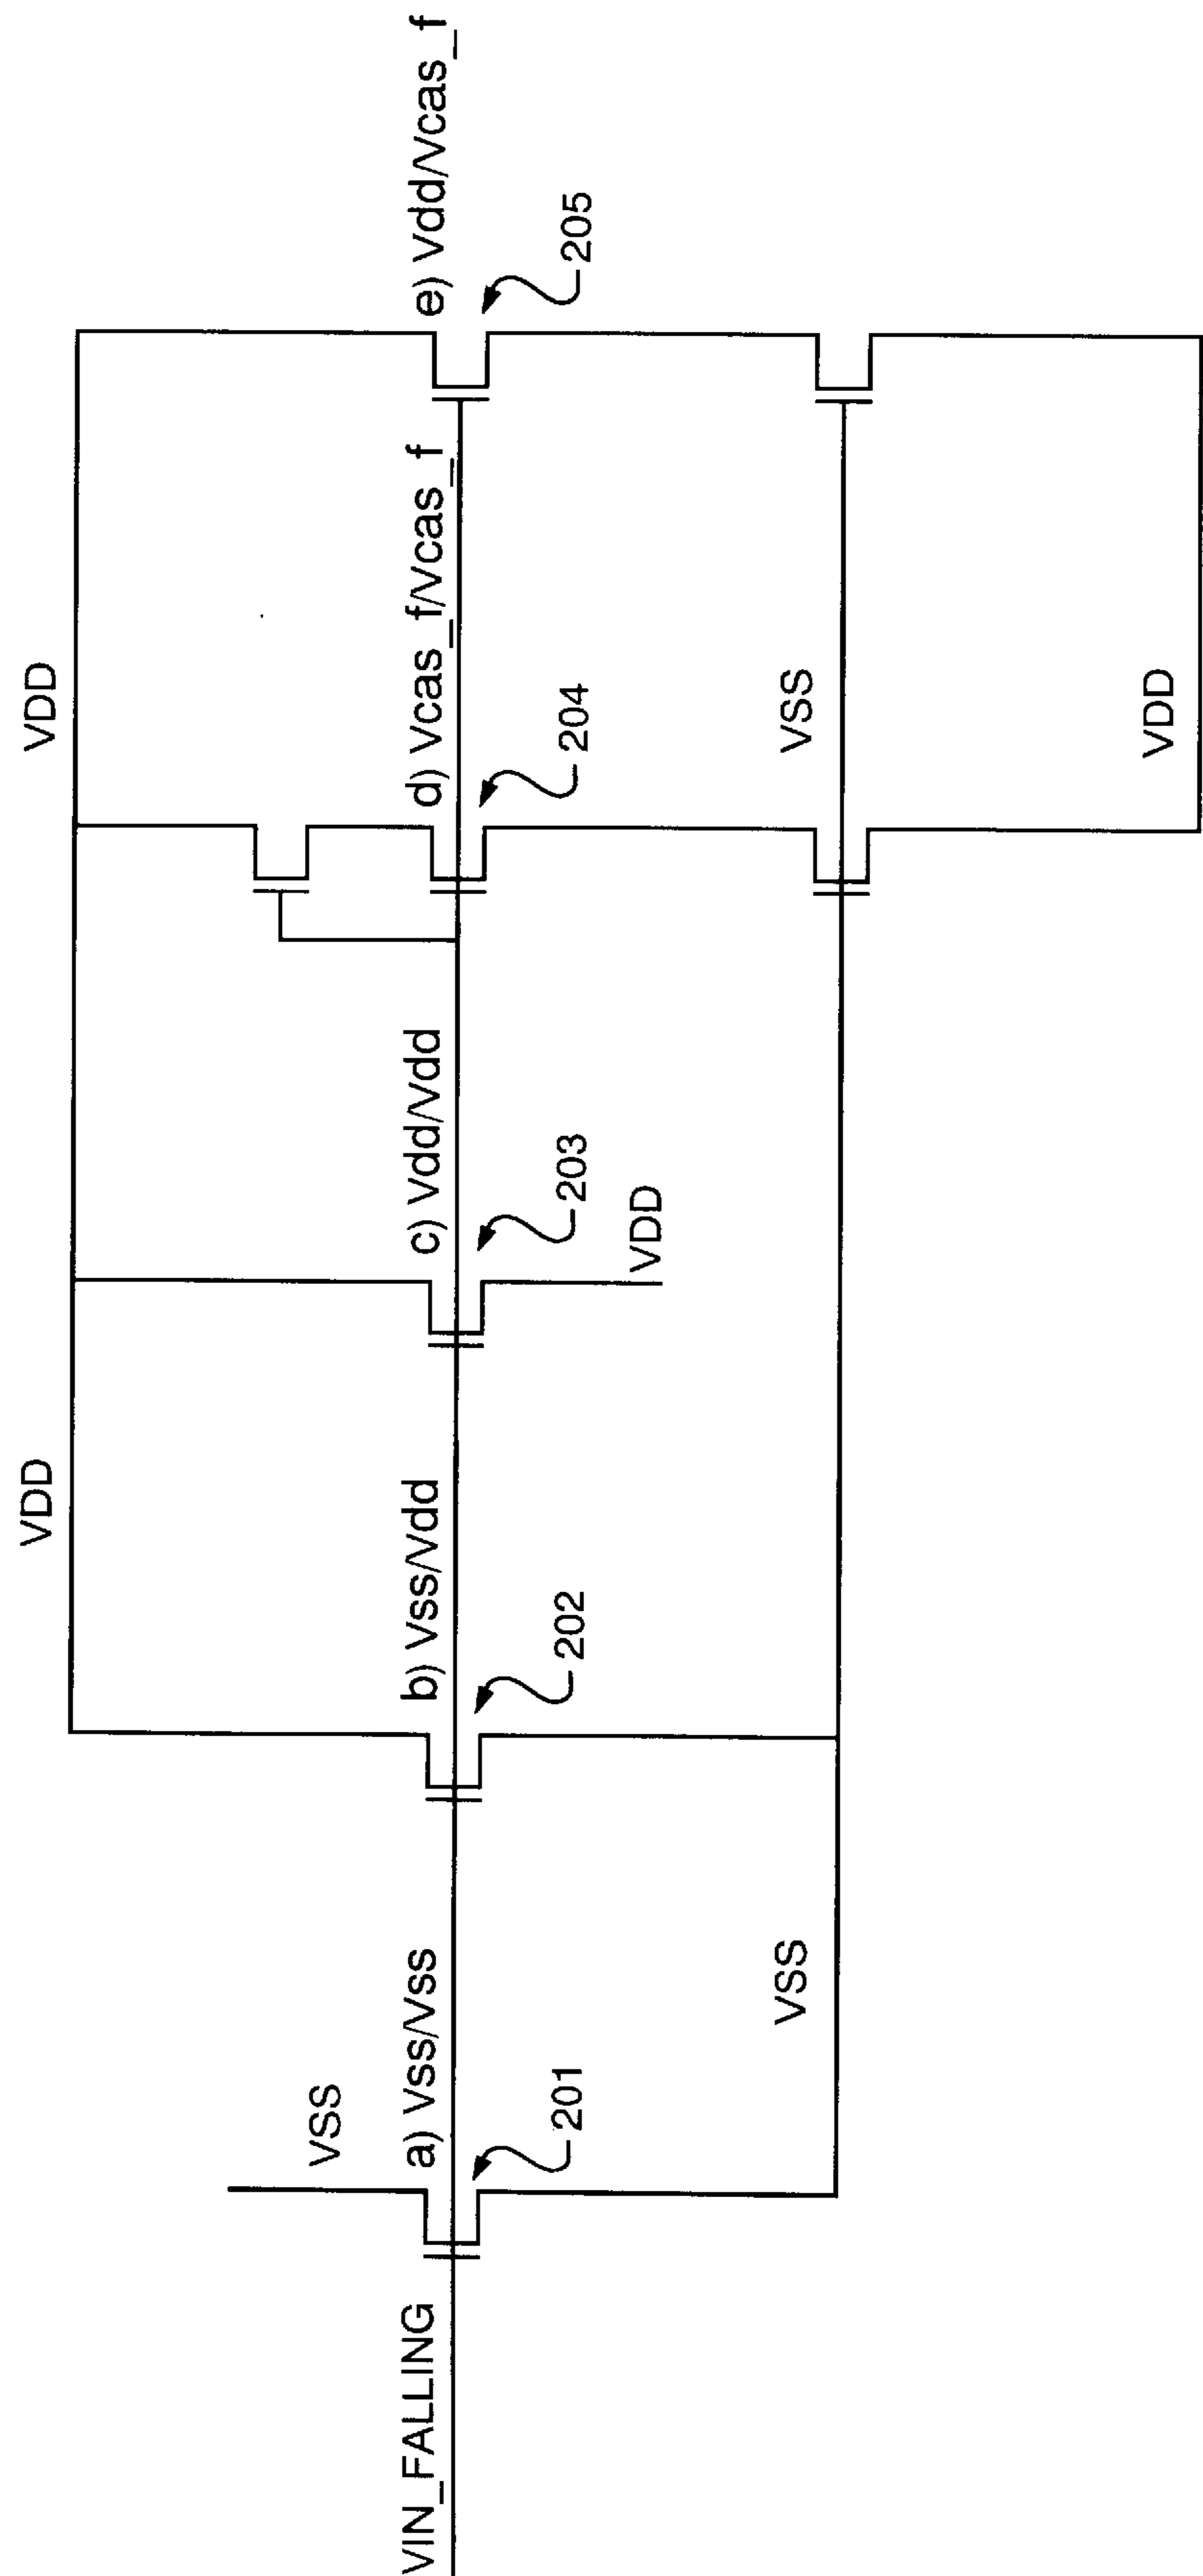 VDD
VDD
VSS
VIN_FALLING
a) Vss/Vss
b) Vss/Vdd
c) Vdd/Vdd
d) Vcas_f/Vcas_f
e) Vdd/Vcas_f
201
202
203
204
205
VDD
VSS
VSS
VDD